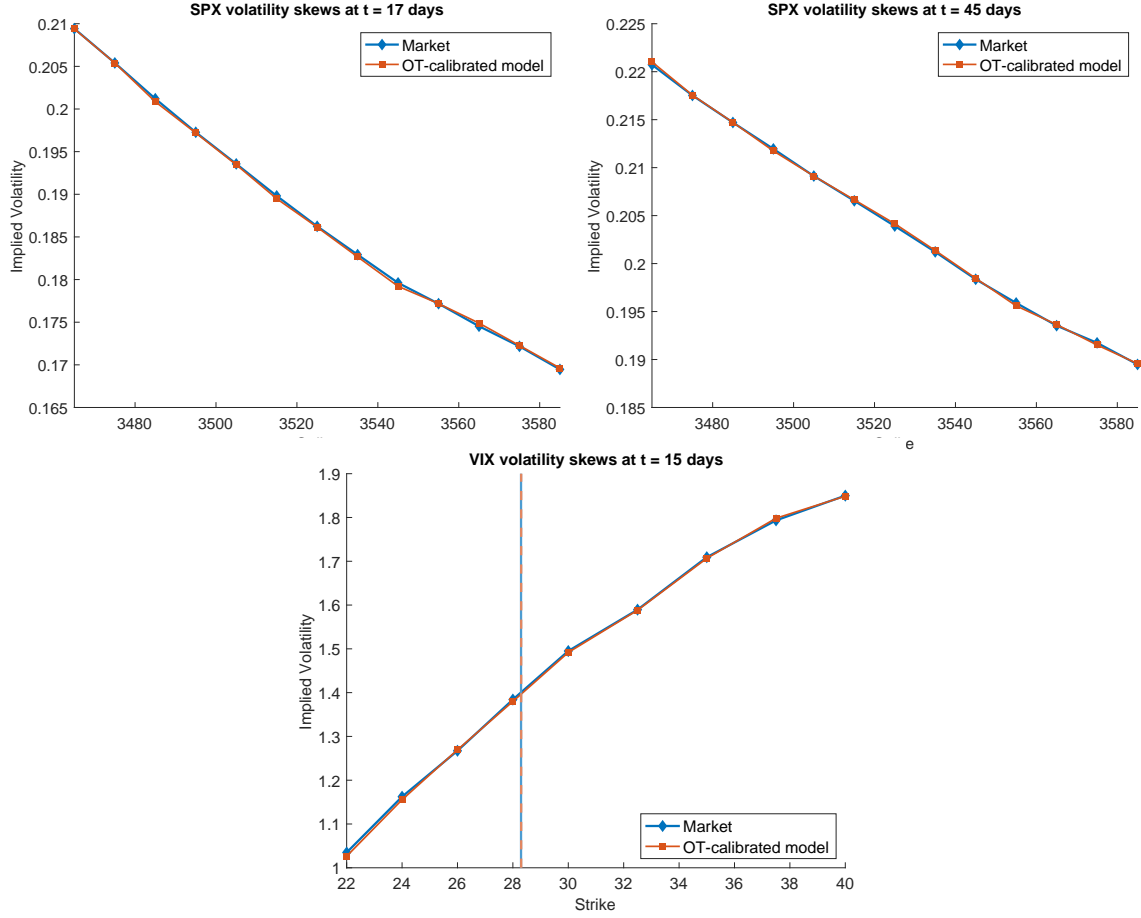 SPX volatility skews at t = 17 days
0.21
0.205
0.2
0.195
0.19
0.185
0.18
0.175
0.17
0.165
Implied Volatility
Market
OT-calibrated model
3480 3500 3520 3540 3560 3580
SPX volatility skews at t = 45 days
0.225
0.22
0.215
0.21
0.205
0.2
0.195
0.19
0.185
Implied Volatility
Market
OT-calibrated model
3480 3500 3520 3540 3560 3580
VIX volatility skews at t = 15 days
1.9
1.8
1.7
1.6
1.5
1.4
1.3
1.2
1.1
1
Implied Volatility
Market
OT-calibrated model
22 24 26 28 30 32 34 36 38 40
Strike